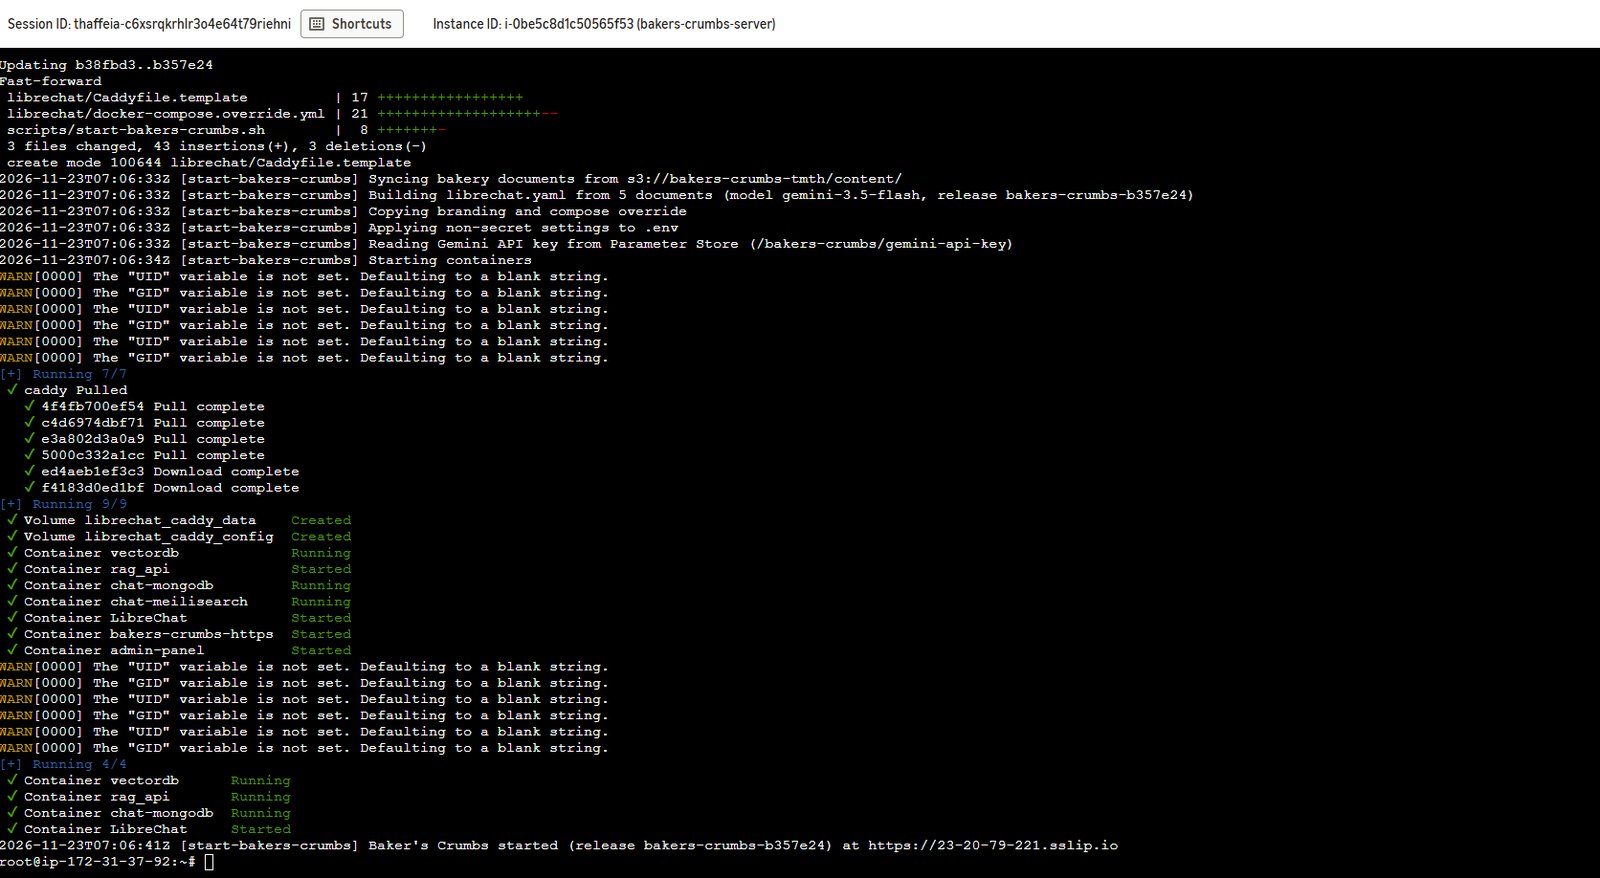 Session ID: thaffeia-c6xsrqkrhlr3o4e64t79riehni Shortcuts Instance ID: i-0be5c8d1c50565f53 (bakers-crumbs-server)
Updating b38fbd3..b357e24
Fast-forward
librechat/Caddyfile.template | 17 +++++++++++++++++
librechat/docker-compose.override.yml | 21 +++++++++++++++++++--
scripts/start-bakers-crumbs.sh | 8 +++++++-
3 files changed, 43 insertions(+), 3 deletions(-)
create mode 100644 librechat/Caddyfile.template
2026-11-23T07:06:33Z [start-bakers-crumbs] Syncing bakery documents from s3://bakers-crumbs-tmth/content/
2026-11-23T07:06:33Z [start-bakers-crumbs] Building librechat.yaml from 5 documents (model gemini-3.5-flash, release bakers-crumbs-b357e24)
2026-11-23T07:06:33Z [start-bakers-crumbs] Copying branding and compose override
2026-11-23T07:06:33Z [start-bakers-crumbs] Applying non-secret settings to .env
2026-11-23T07:06:33Z [start-bakers-crumbs] Reading Gemini API key from Parameter Store (/bakers-crumbs/gemini-api-key)
2026-11-23T07:06:34Z [start-bakers-crumbs] Starting containers
WARN[0000] The "UID" variable is not set. Defaulting to a blank string.
WARN[0000] The "GID" variable is not set. Defaulting to a blank string.
WARN[0000] The "UID" variable is not set. Defaulting to a blank string.
WARN[0000] The "GID" variable is not set. Defaulting to a blank string.
WARN[0000] The "UID" variable is not set. Defaulting to a blank string.
WARN[0000] The "GID" variable is not set. Defaulting to a blank string.
[+] Running 7/7
✓ caddy Pulled
✓ 4f4fb700ef54 Pull complete
✓ c4d6974dbf71 Pull complete
✓ e3a802d3a0a9 Pull complete
✓ 5000c332a1cc Pull complete
✓ ed4aeb1ef3c3 Download complete
✓ f4183d0ed1bf Download complete
[+] Running 9/9
✓ Volume librechat_caddy_data Created
✓ Volume librechat_caddy_config Created
✓ Container vectordb Running
✓ Container rag_api Started
✓ Container chat-mongodb Running
✓ Container chat-meilisearch Running
✓ Container LibreChat Started
✓ Container bakers-crumbs-https Started
✓ Container admin-panel Started
WARN[0000] The "UID" variable is not set. Defaulting to a blank string.
WARN[0000] The "GID" variable is not set. Defaulting to a blank string.
WARN[0000] The "UID" variable is not set. Defaulting to a blank string.
WARN[0000] The "GID" variable is not set. Defaulting to a blank string.
WARN[0000] The "UID" variable is not set. Defaulting to a blank string.
WARN[0000] The "GID" variable is not set. Defaulting to a blank string.
[+] Running 4/4
✓ Container vectordb Running
✓ Container rag_api Running
✓ Container chat-mongodb Running
✓ Container LibreChat Started
2026-11-23T07:06:41Z [start-bakers-crumbs] Baker's Crumbs started (release bakers-crumbs-b357e24) at https://23-20-79-221.sslip.io
root@ip-172-31-37-92:~#